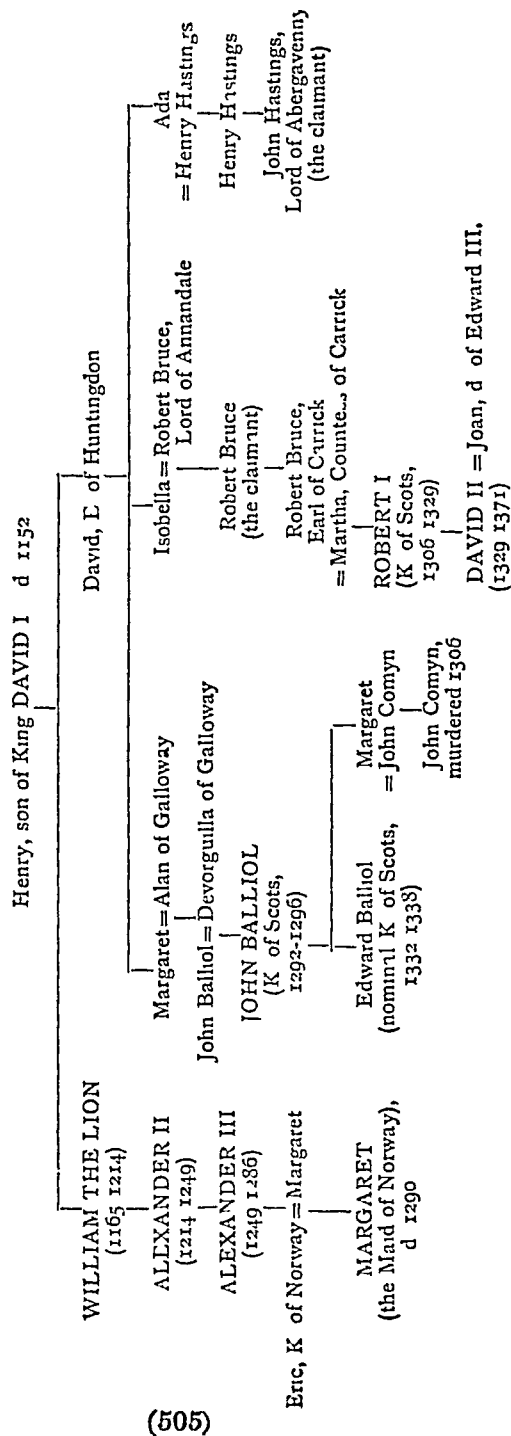 Henry, son of King DAVID I d 1152
WILLIAM THE LION
(1165 1214)
ALEXANDER II
(1214 1249)
ALEXANDER III
(1249 1286)
Eric, K of Norway = Margaret
MARGARET
(the Maid of Norway),
d 1290
David, E of Huntingdon
Margaret = Alan of Galloway
John Balliol = Devorguilla of Galloway
JOHN BALLIOL
(K of Scots,
1292-1296)
Edward Balliol
(nominal K of Scots,
1332 1338)
Margaret
= John Comyn
John Comyn,
murdered 1306
Isobella = Robert Bruce,
Lord of Annandale
Robert Bruce
(the claimant)
Robert Bruce,
Earl of Carrick
= Martha, of Carrick
ROBERT I
(K of Scots,
1306 1329)
DAVID II = Joan, d of Edward III.
(1329 1371)
Ada
= Henry Hastings
Henry Hastings
John Hastings,
Lord of Abergavenny
(the claimant)
(505)